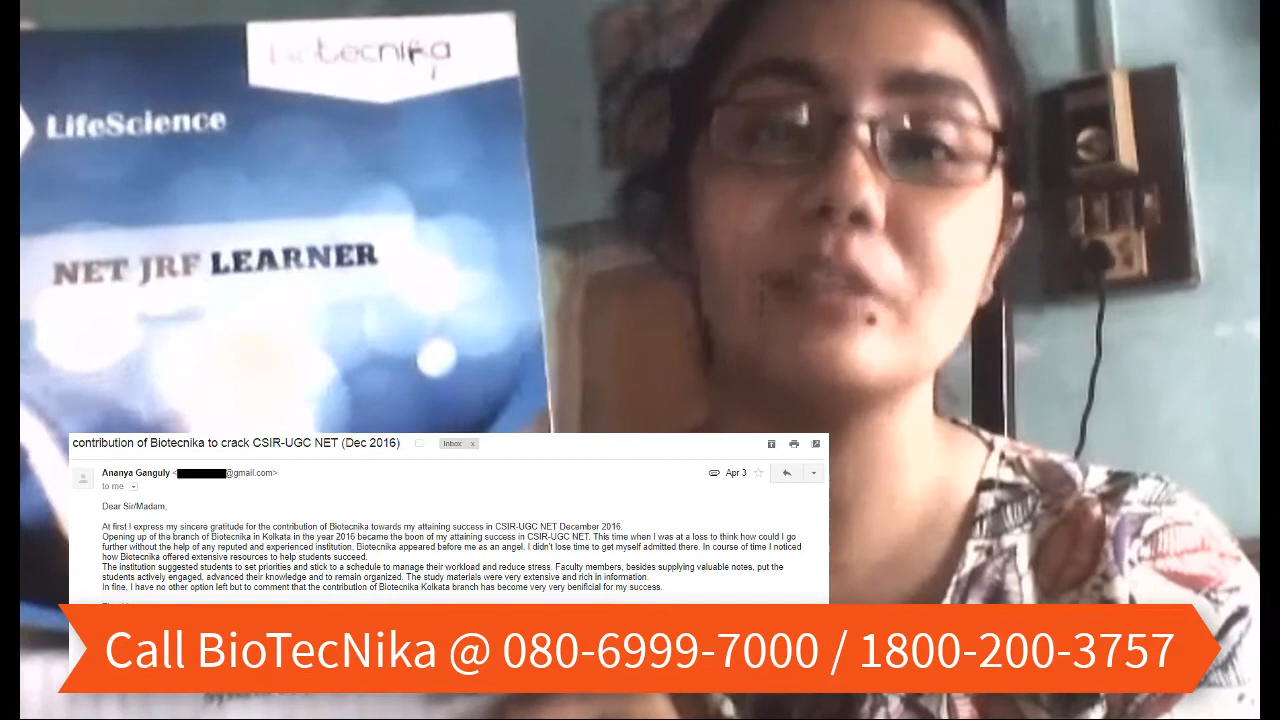 biotecnika
LifeScience
NET JRF LEARNER
contribution of Biotecnika to crack CSIR-UGC NET (Dec 2016)
Inbox x
Ananya Ganguly <@gmail.com>
Apr 3
to me
Dear Sir/Madam,
At first I express my sincere gratitude for the contribution of Biotecnika towards my attaining success in CSIR-UGC NET December 2016.
Opening up of the branch of Biotecnika in Kolkata in the year 2016 became the boon of my attaining success in CSIR-UGC NET. This time when I was at a loss to think how could I go
further without the help of any reputed and experienced institution, Biotecnika appeared before me as an angel. I didn't lose time to get myself admitted there. In course of time I noticed
how Biotecnika offered extensive resources to help students succeed.
The institution suggested students to set priorities and stick to a schedule to manage their workload and reduce stress. Faculty members, besides supplying valuable notes, put the
students actively engaged, advanced their knowledge and to remain organized. The study materials were very extensive and rich in information.
In fine, I have no other option left but to comment that the contribution of Biotecnika Kolkata branch has become very very benificial for my success.
Call BioTecNika @ 080-6999-7000 / 1800-200-3757